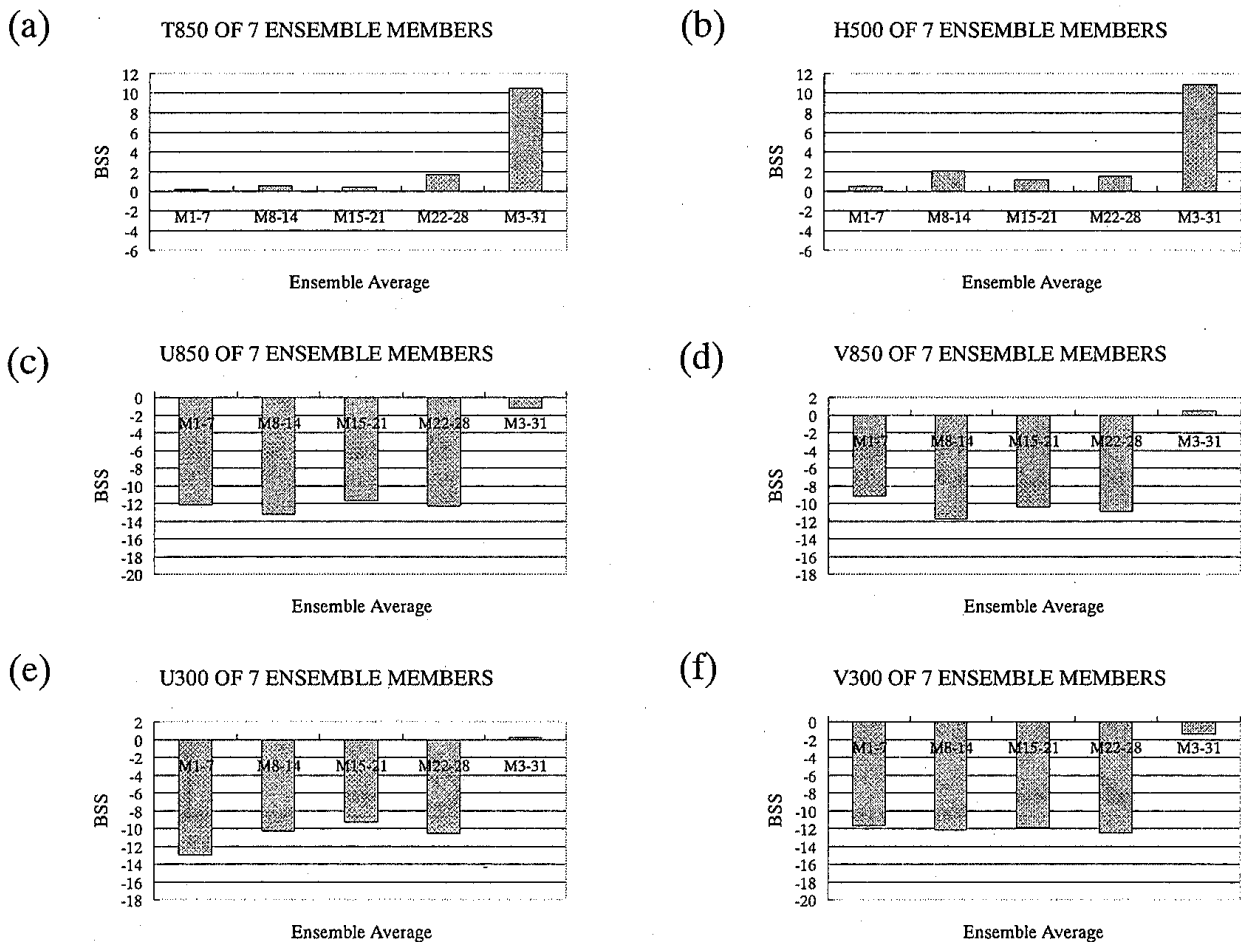 (a)
T850 OF 7 ENSEMBLE MEMBERS
12
10
8
6
4
2
0
-2
-4
-6
BSS
M1-7 M8-14 M15-21 M22-28 M3-31
Ensemble Average
(b)
H500 OF 7 ENSEMBLE MEMBERS
12
10
8
6
4
2
0
-2
-4
-6
BSS
M1-7 M8-14 M15-21 M22-28 M3-31
Ensemble Average
(c)
U850 OF 7 ENSEMBLE MEMBERS
0
-2
-4
-6
-8
-10
-12
-14
-16
-18
-20
BSS
M1-7 M8-14 M15-21 M22-28 M3-31
Ensemble Average
(d)
V850 OF 7 ENSEMBLE MEMBERS
2
0
-2
-4
-6
-8
-10
-12
-14
-16
-18
BSS
M1-7 M8-14 M15-21 M22-28 M3-31
Ensemble Average
(e)
U300 OF 7 ENSEMBLE MEMBERS
2
0
-2
-4
-6
-8
-10
-12
-14
-16
-18
BSS
M1-7 M8-14 M15-21 M22-28 M3-31
Ensemble Average
(f)
V300 OF 7 ENSEMBLE MEMBERS
0
-2
-4
-6
-8
-10
-12
-14
-16
-18
-20
BSS
M1-7 M8-14 M15-21 M22-28 M3-31
Ensemble Average